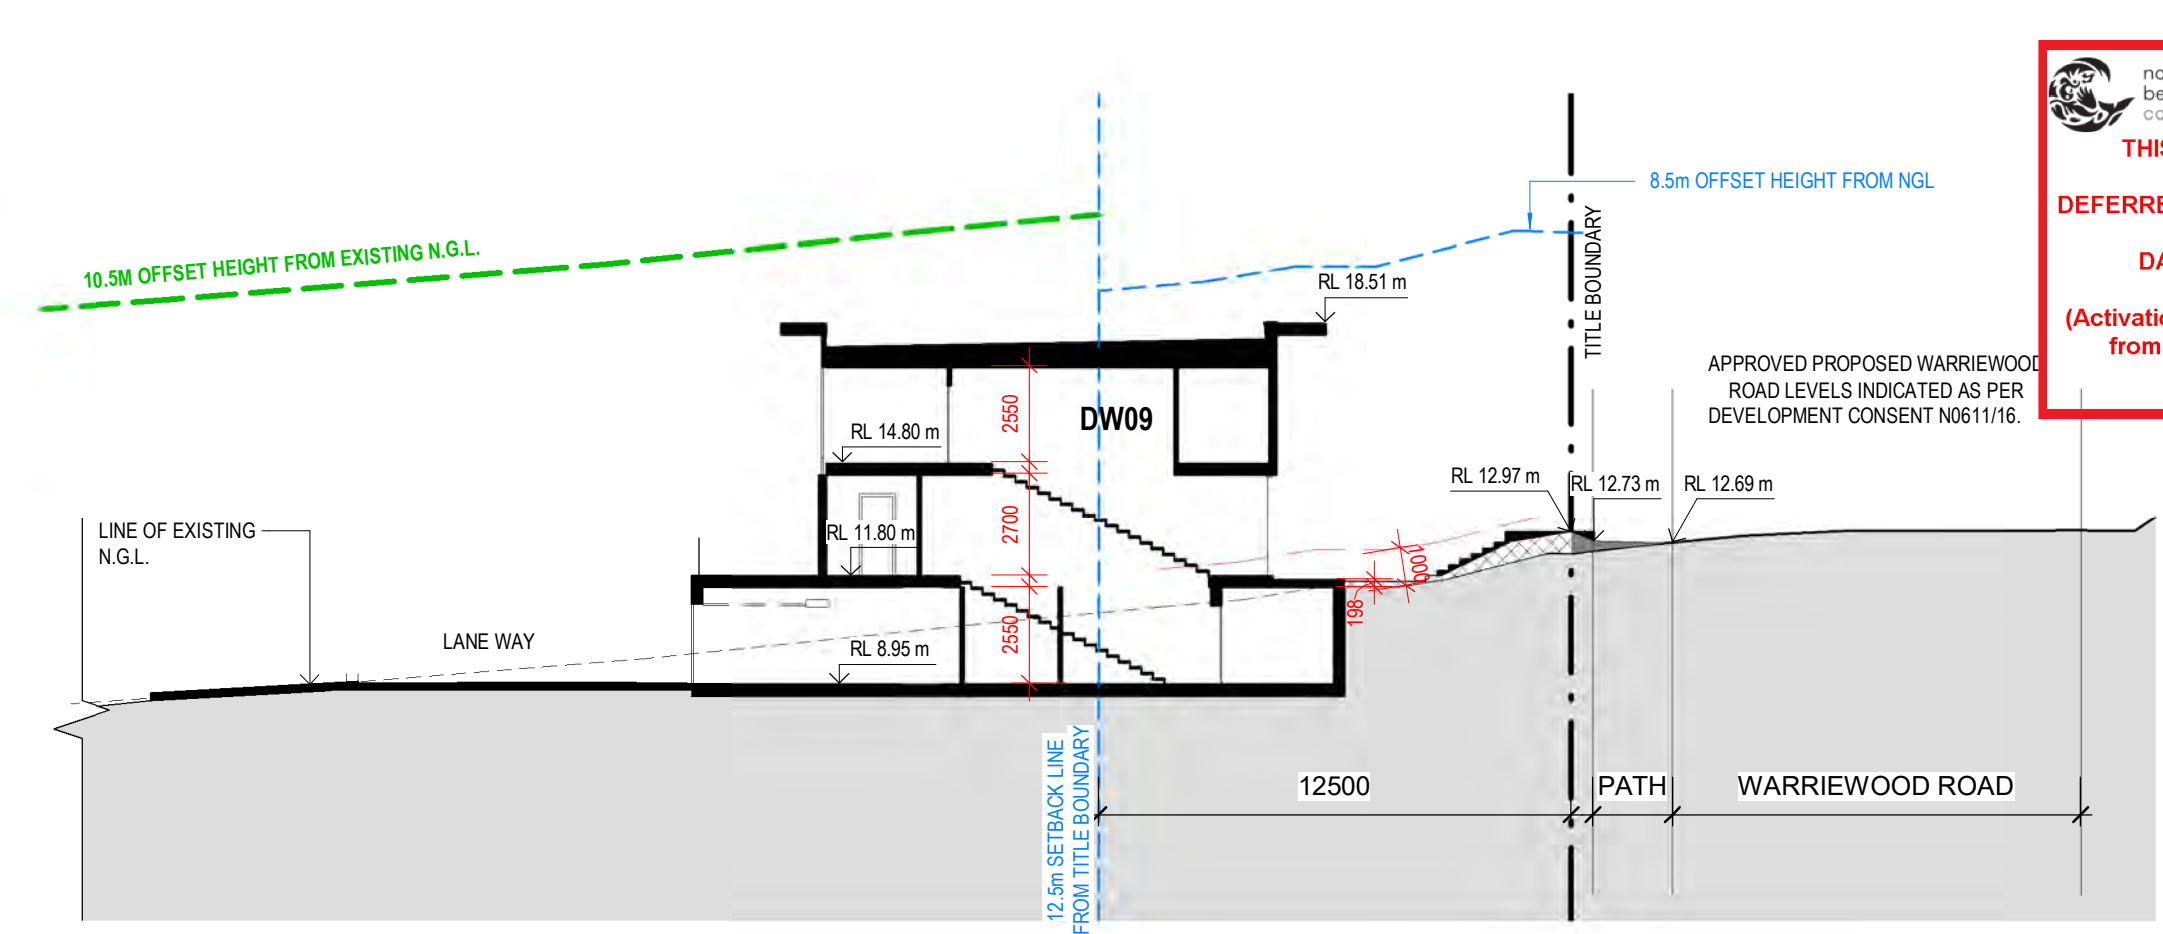 10.5M OFFSET HEIGHT FROM EXISTING N.G.L.
8.5m OFFSET HEIGHT FROM NGL
TITLE BOUNDARY
RL 18.51 m
APPROVED PROPOSED WARRIEWOOD
ROAD LEVELS INDICATED AS PER
DEVELOPMENT CONSENT N0611/16.
no
be
co
THIS
DEFERRE
DA
(Activatio
from
2550
DW09
RL 14.80 m
RL 12.97 m
RL 12.73 m
RL 12.69 m
LINE OF EXISTING
N.G.L.
RL 11.80 m
2700
1000
198
LANE WAY
2550
RL 8.95 m
12.5m SETBACK LINE
FROM TITLE BOUNDARY
12500
PATH
WARRIEWOOD ROAD